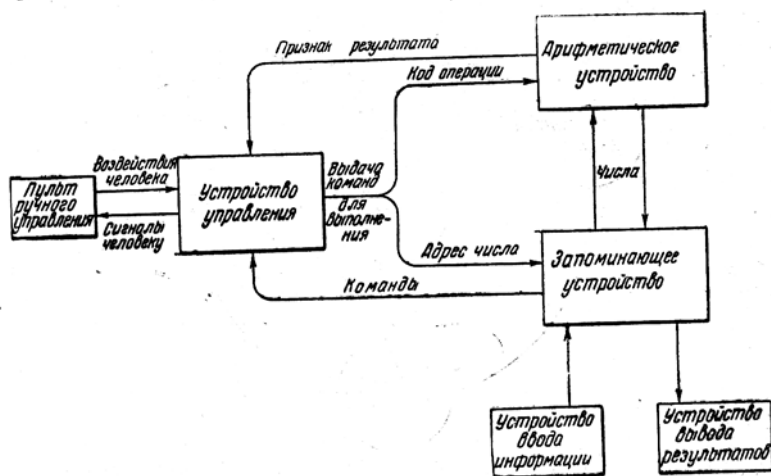 Признак результата
Арифметическое
устройство
Код операции
Воздействия
человека
Пульт
ручного
управления
Сигналы
человеку
Устройство
управления
Выдача
команд
для
выполне-
ния
Числа
Адрес числа
Запоминающее
устройство
Команды
Устройство
ввода
информации
Устройство
вывода
результатов